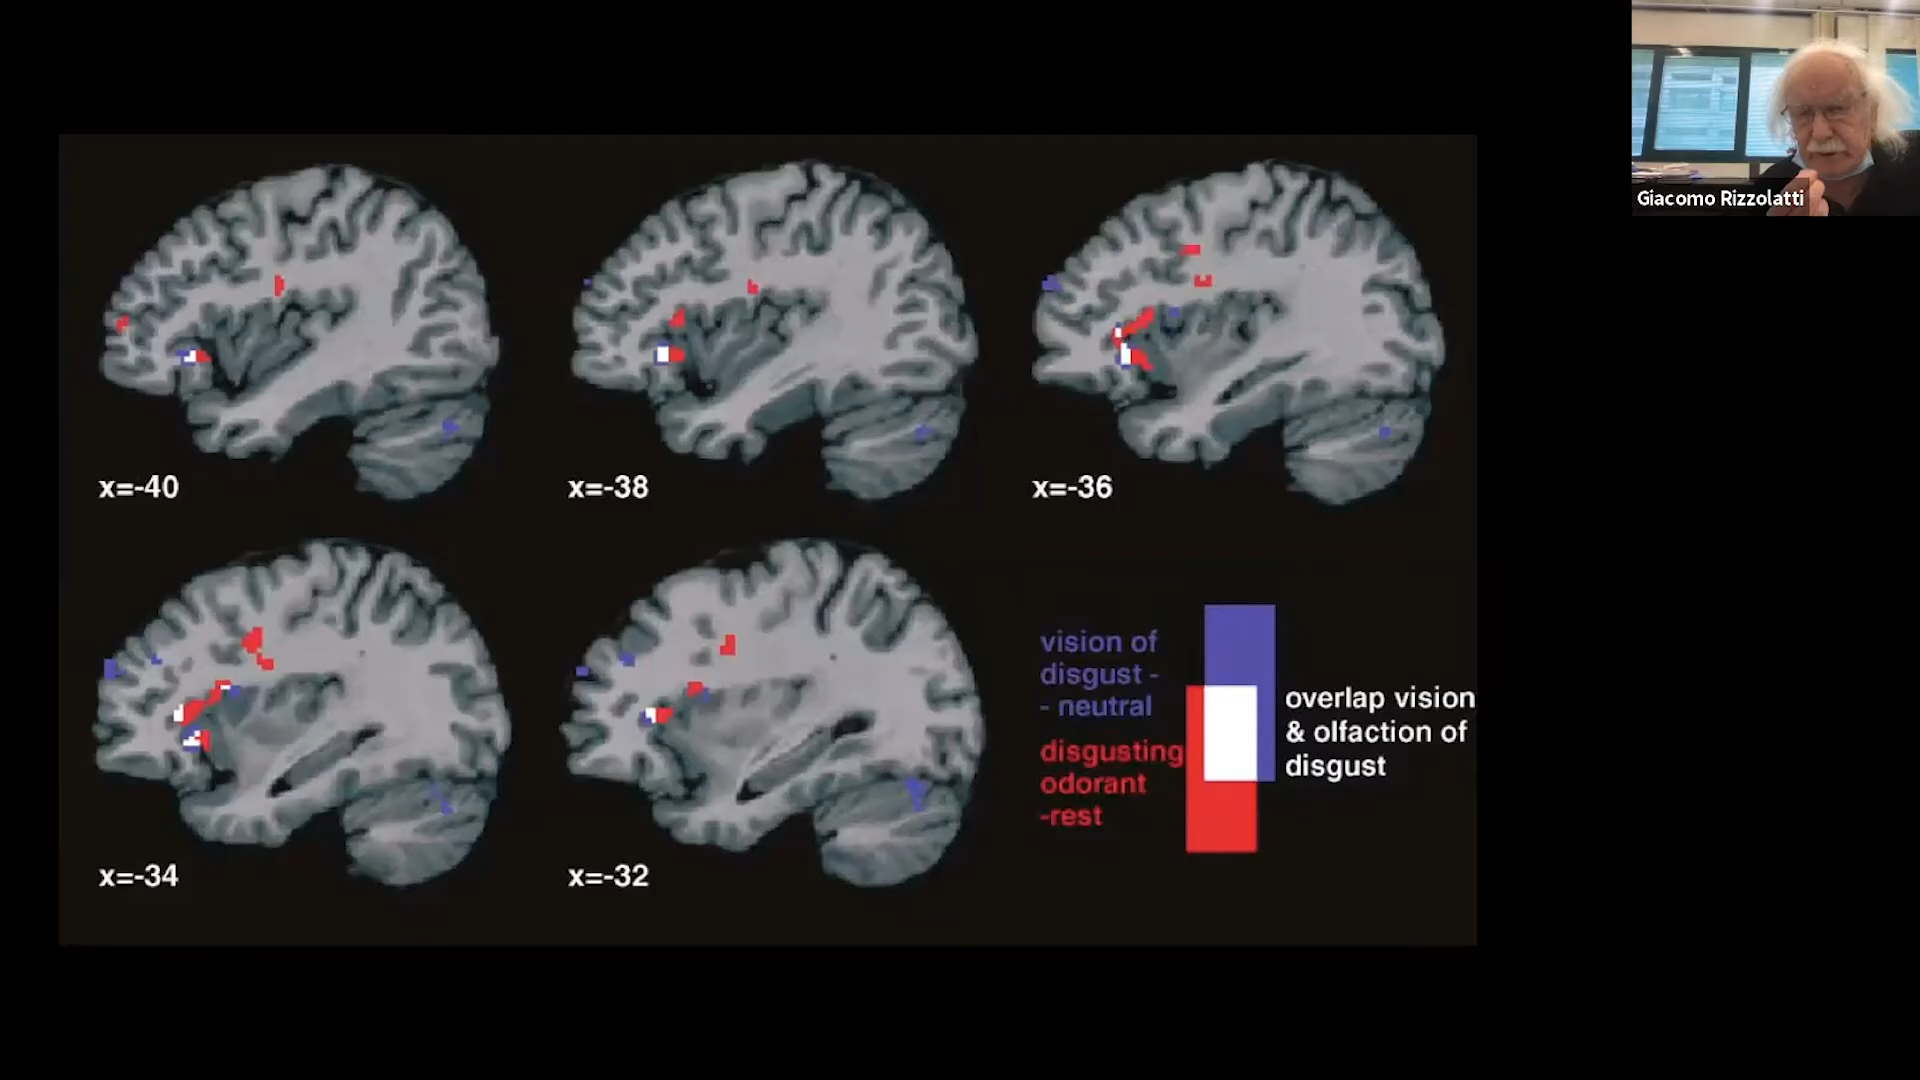 Giacomo Rizzolatti
x=-40
x=-38
x=-36
x=-34
x=-32
vision of
disgust -
- neutral
disgusting
odorant
-rest
overlap vision
& olfaction of
disgust